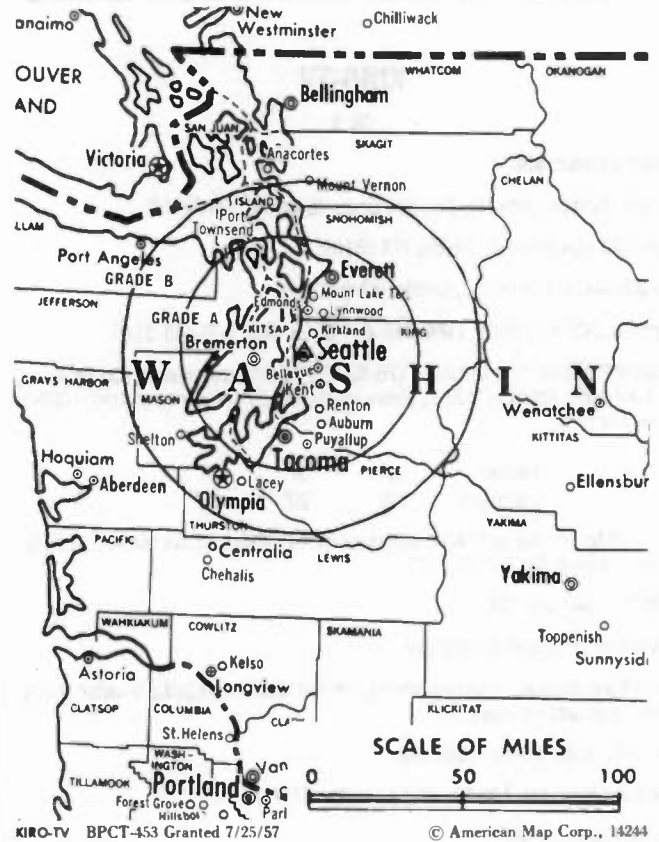 anaimo
New
Westminster
Chilliwack
OUVER
AND
WHATCOM
OKANOGAN
Bellingham
SAN JUAN
SKAGIT
Victoria
Anacortes
CHELAN
Mount Vernon
ISLAND
SNOHOMISH
LLAM
Port
Townsend
Port Angeles
GRADE B
Everett
JEFFERSON
Mount Lake Ter.
GRADE A
Edmonds
Lynnwood
KITSAP
Kirkland
KING
Bremerton
Seattle
Bellevue
W A S H I N
GRAYS HARBOR
MASON
Kent
Renton
Wenatchee
Auburn
KITTITAS
Shelton
Puyallup
Tacoma
Hoquiam
PIERCE
Aberdeen
Lacey
Ellensbur
Olympia
THURSTON
YAKIMA
PACIFIC
Centralia
LEWIS
Chehalis
Yakima
WAHKIAKUM
COWLITZ
SKAMANIA
Toppenish
Sunnysid
Astoria
Kelso
Longview
CLATSOP
COLUMBIA
KLICKITAT
St. Helens
SCALE OF MILES
WASH-
INGTON
Van
TILLAMOOK
Portland
0 50 100
Forest Grove
Parl
Hillsbo
KIRO-TV BPCT-453 Granted 7/25/57
© American Map Corp., 14244